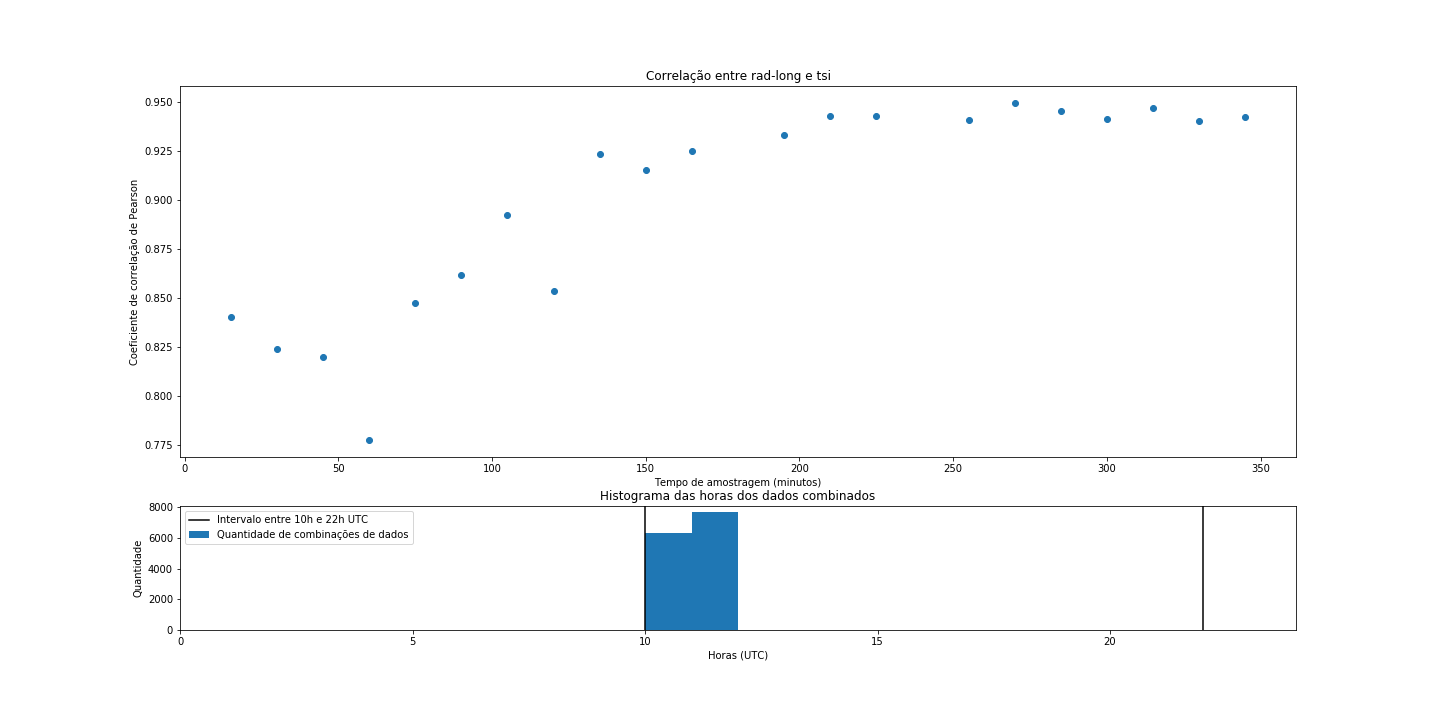 Correlação entre rad-long e tsi
Coeficiente de correlação de Pearson
0.950
0.925
0.900
0.875
0.850
0.825
0.800
0.775
0 50 100 150 200 250 300 350
Tempo de amostragem (minutos)
Histograma das horas dos dados combinados
Quantidade
8000
6000
4000
2000
0
Intervalo entre 10h e 22h UTC
Quantidade de combinações de dados
0 5 10 15 20
Horas (UTC)